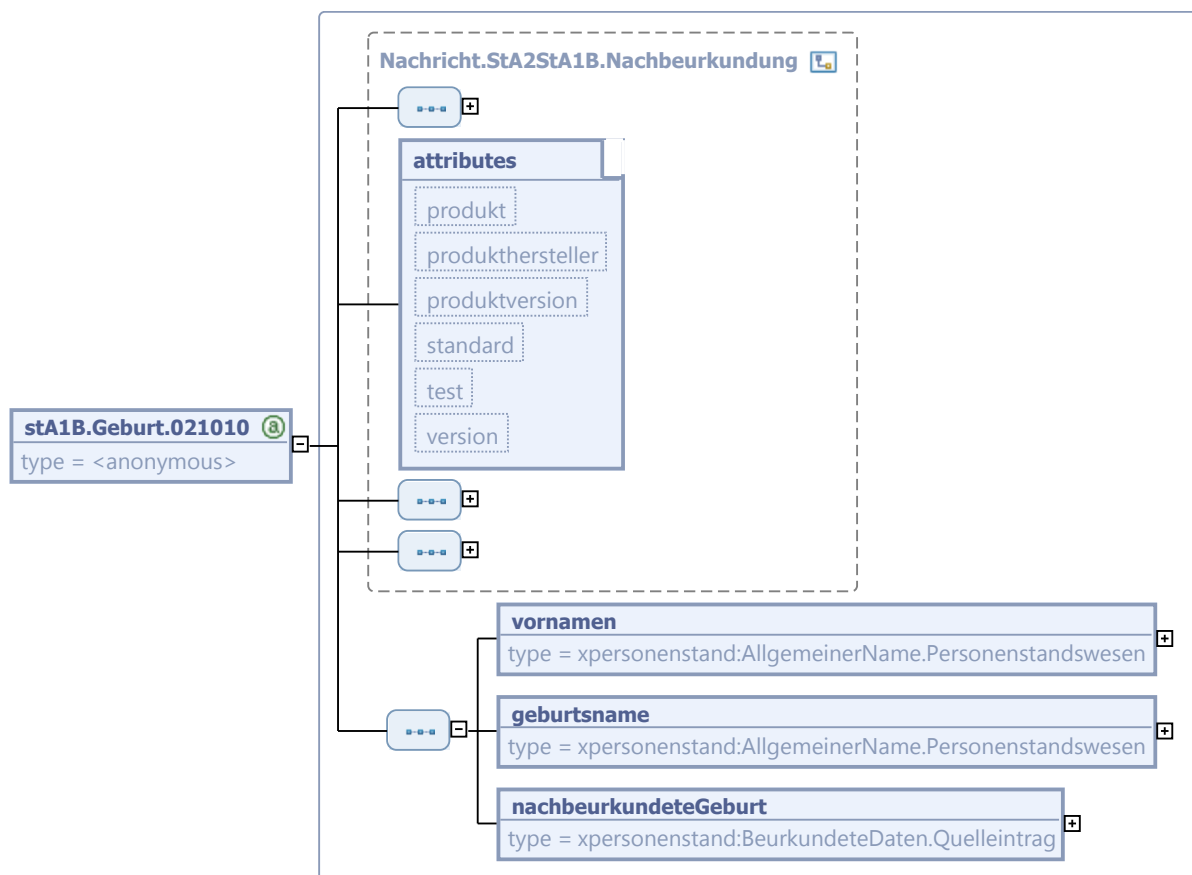 Nachricht.StA2StA1B.Nachbeurkundung
attributes
produkt
produkthersteller
produktversion
standard
test
version
stA1B.Geburt.021010 a
type = <anonymous>
vornamen
type = xpersonenstand:AllgemeinerName.Personenstandswesen
geburtsname
type = xpersonenstand:AllgemeinerName.Personenstandswesen
nachbeurkundeteGeburt
type = xpersonenstand:BeurkundeteDaten.Quelleintrag